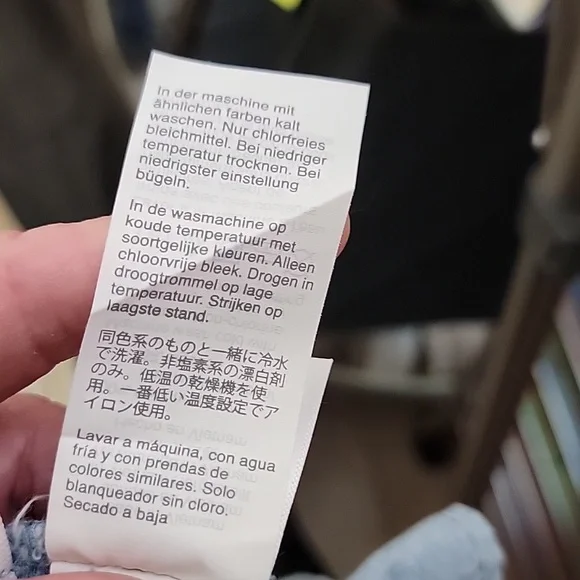 In der maschine mit
ähnlichen farben kalt
waschen. Nur chlorfreies
bleichmittel. Bei niedriger
temperatur trocknen. Bei
niedrigster einstellung
bügeln.
In de wasmachine op
koude temperatuur met
soortgelijke kleuren. Alleen
chloorvrije bleek. Drogen in
droogtrommel op lage
temperatuur. Strijken op
laagste stand.
同色系のものと一緒に冷水
で洗濯。非塩素系の漂白剤
のみ。低温の乾燥機を使
用。一番低い温度設定でア
イロン使用。
Lavar a máquina, con agua
fría y con prendas de
colores similares. Solo
blanqueador sin cloro.
Secado a baja